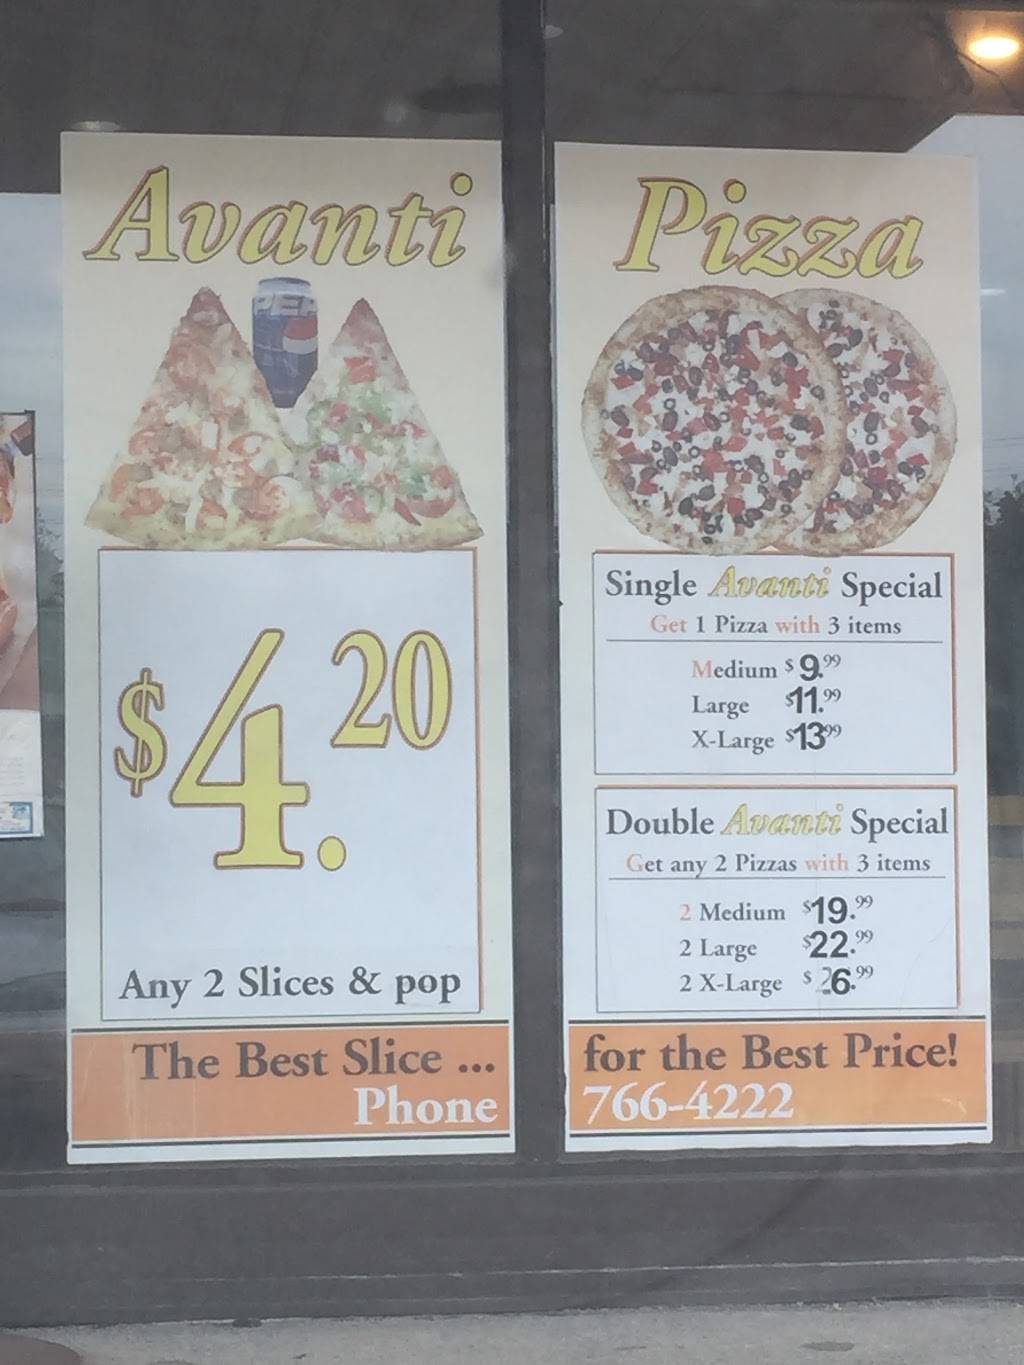 Avanti
PEP
$4.20
Any 2 Slices & pop
The Best Slice ...
Phone
Pizza
Single Avanti Special
Get 1 Pizza with 3 items
Medium $9.99
Large $11.99
X-Large $13.99
Double Avanti Special
Get any 2 Pizzas with 3 items
2 Medium $19.99
2 Large $22.99
2 X-Large $26.99
for the Best Price!
766-4222